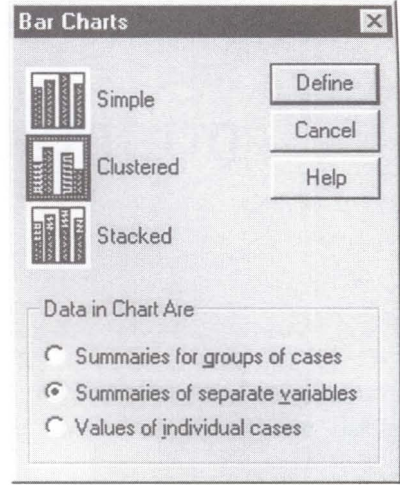 Bar Charts
Simple
Define
Cancel
Clustered
Help
Stacked
Data in Chart Are
Summaries for groups of cases
Summaries of separate variables
Values of individual cases